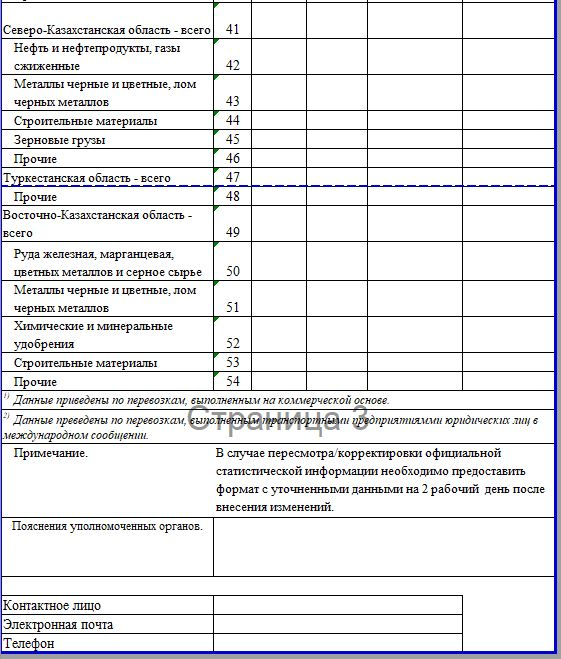 Северо-Казахстанская область - всего 41
Нефть и нефтепродукты, газы
сжиженные 42
Металлы черные и цветные, лом
черных металлов 43
Строительные материалы 44
Зерновые грузы 45
Прочие 46
Туркестанская область - всего 47
Прочие 48
Восточно-Казахстанская область -
всего 49
Руда железная, марганцевая,
цветных металлов и серное сырье 50
Металлы черные и цветные, лом
черных металлов 51
Химические и минеральные
удобрения 52
Строительные материалы 53
Прочие 54
1) Данные приведены по перевозкам, выполненным на коммерческой основе.
Страница 3
2) Данные преведены по перевозкам, выполненным транспортными предприятиямми юридических лиц в
международном сообщении.
Примечание. В случае пересмотра/корректировки официальной
статистической информации необходимо предоставить
формат с уточненными данными на 2 рабочий день после
внесения изменений.
Пояснения уполномоченных органов.
Контактное лицо
Электронная почта
Телефон